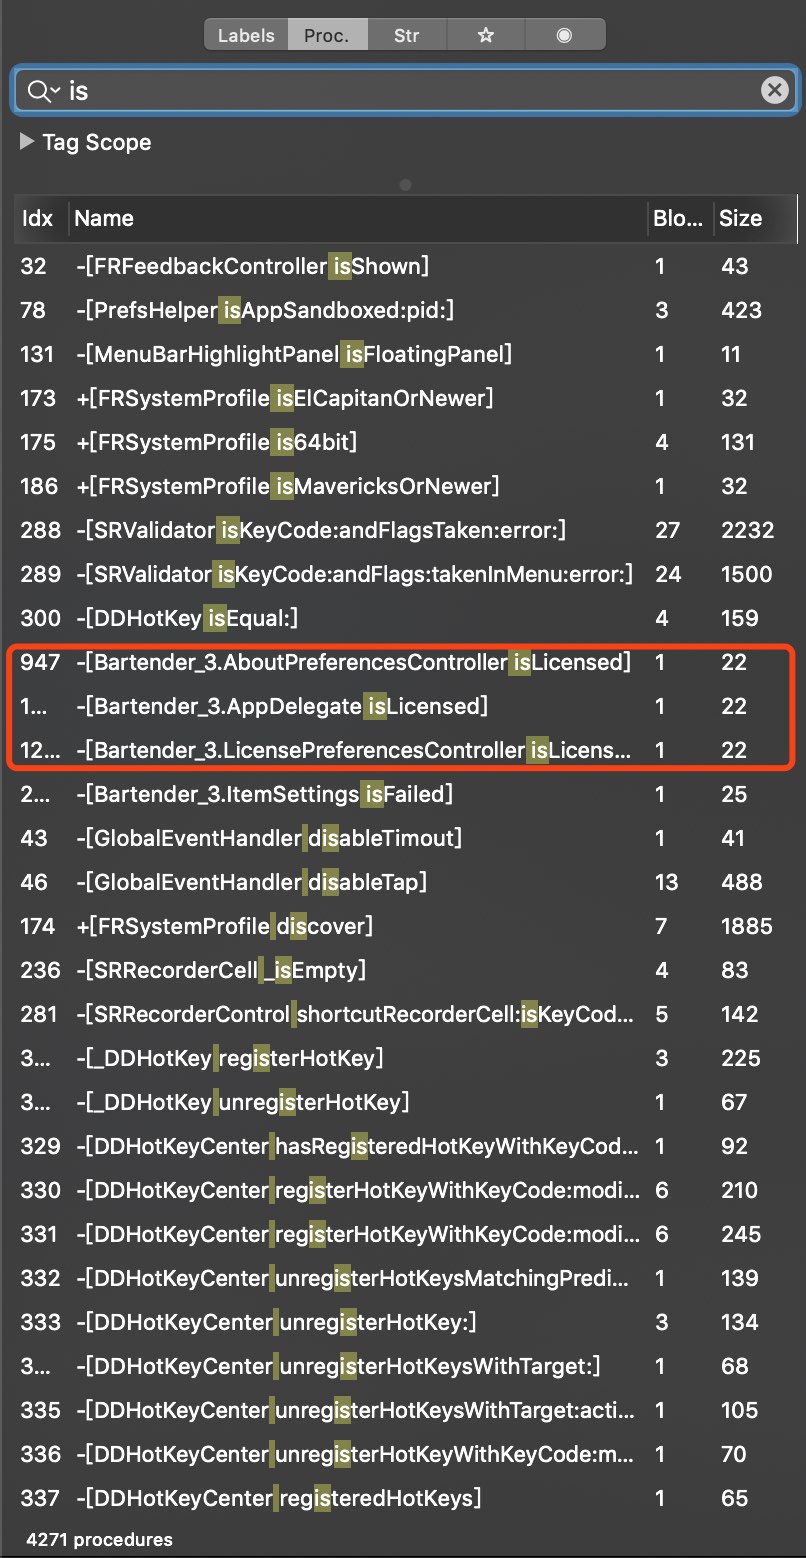 Labels Proc. Str
is
Tag Scope
Idx Name Blo... Size
32 -[FRFeedbackController isShown] 1 43
78 -[PrefsHelper isAppSandboxed:pid:] 3 423
131 -[MenuBarHighlightPanel isFloatingPanel] 1 11
173 +[FRSystemProfile isElCapitanOrNewer] 1 32
175 +[FRSystemProfile is64bit] 4 131
186 +[FRSystemProfile isMavericksOrNewer] 1 32
288 -[SRValidator isKeyCode:andFlagsTaken:error:] 27 2232
289 -[SRValidator isKeyCode:andFlags:takenInMenu:error:] 24 1500
300 -[DDHotKey isEqual:] 4 159
947 -[Bartender_3.AboutPreferencesController isLicensed] 1 22
1... -[Bartender_3.AppDelegate isLicensed] 1 22
12... -[Bartender_3.LicensePreferencesController isLicens... 1 22
2... -[Bartender_3.ItemSettings isFailed] 1 25
43 -[GlobalEventHandler disableTimout] 1 41
46 -[GlobalEventHandler disableTap] 13 488
174 +[FRSystemProfile discover] 7 1885
236 -[SRRecorderCell _isEmpty] 4 83
281 -[SRRecorderControl shortcutRecorderCell:isKeyCod... 5 142
3... -[_DDHotKey registerHotKey] 3 225
3... -[_DDHotKey unregisterHotKey] 1 67
329 -[DDHotKeyCenter hasRegisteredHotKeyWithKeyCod... 1 92
330 -[DDHotKeyCenter registerHotKeyWithKeyCode:modi... 6 210
331 -[DDHotKeyCenter registerHotKeyWithKeyCode:modi... 6 245
332 -[DDHotKeyCenter unregisterHotKeysMatchingPredi... 1 139
333 -[DDHotKeyCenter unregisterHotKey:] 3 134
3... -[DDHotKeyCenter unregisterHotKeysWithTarget:] 1 68
335 -[DDHotKeyCenter unregisterHotKeysWithTarget:acti... 1 105
336 -[DDHotKeyCenter unregisterHotKeyWithKeyCode:m... 1 70
337 -[DDHotKeyCenter registeredHotKeys] 1 65
4271 procedures